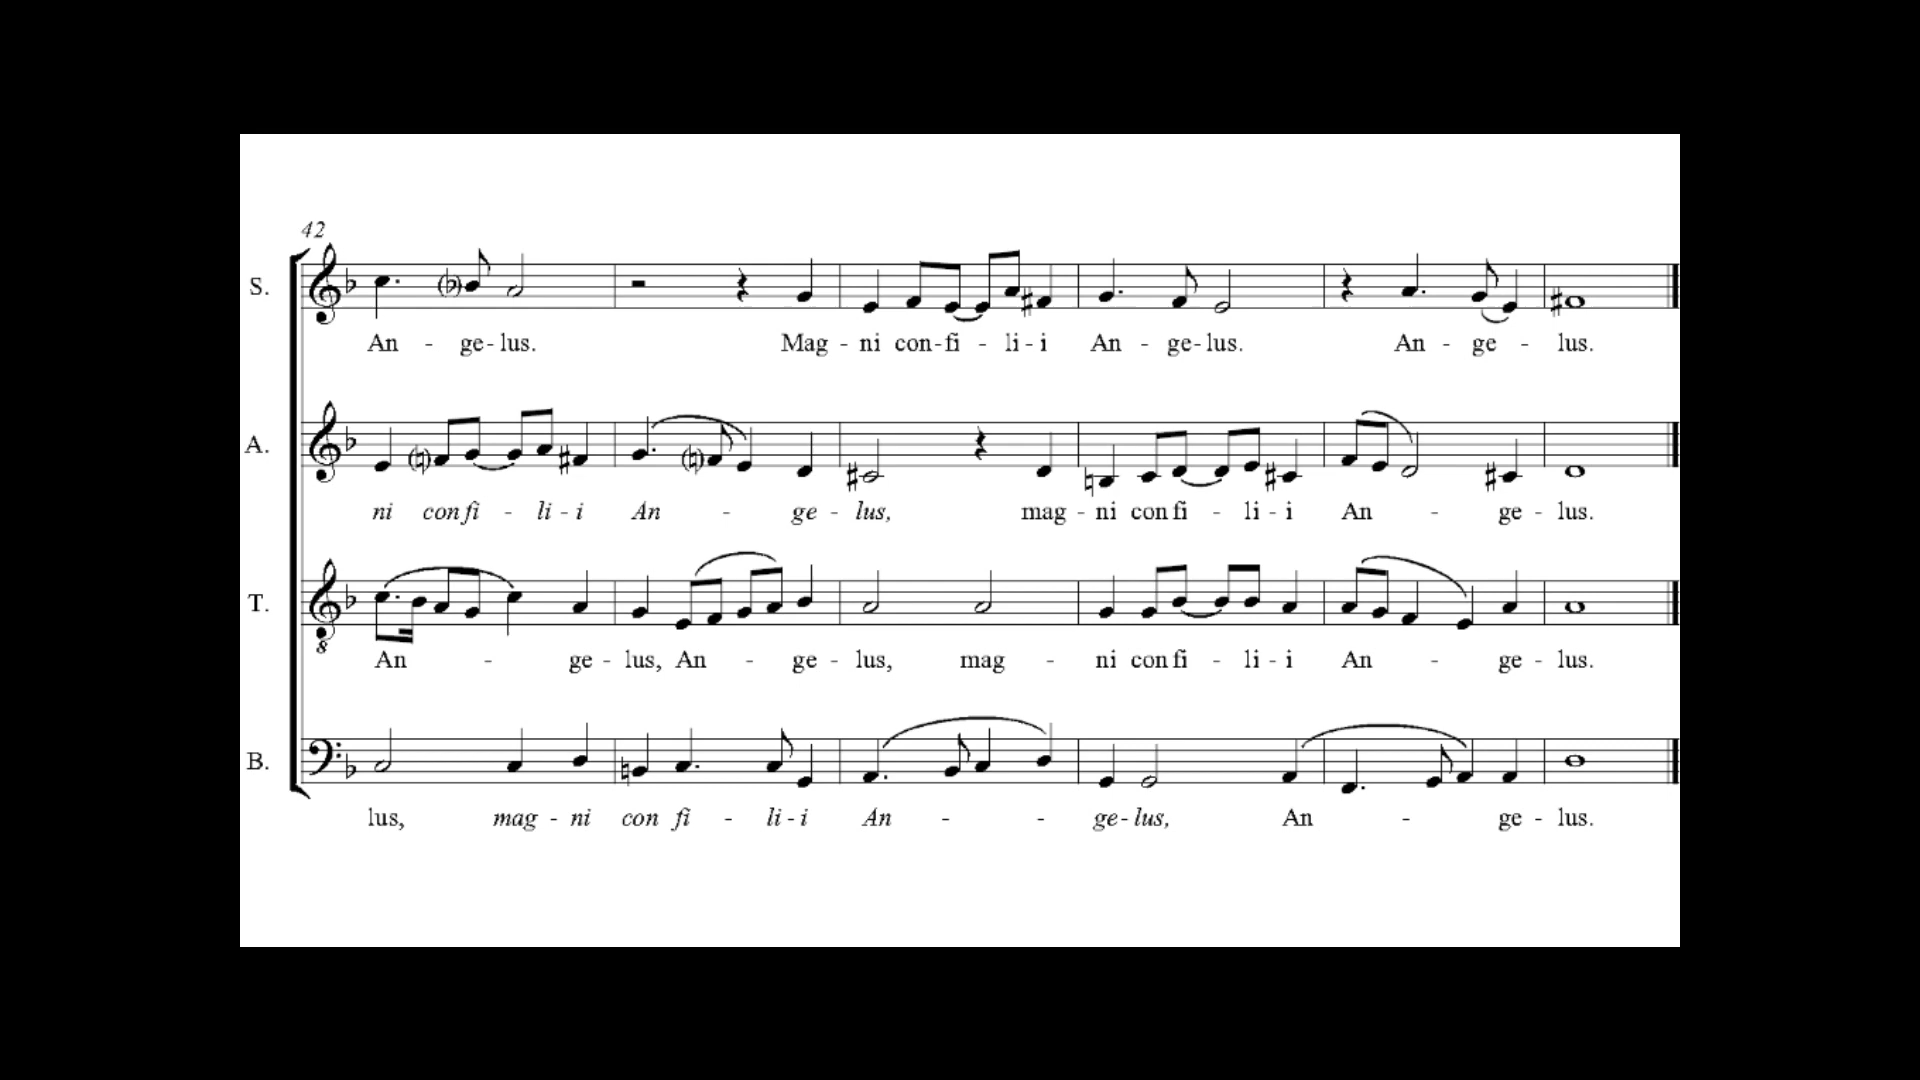 42
S.
An - ge - lus. Mag - ni con - fi - li - i An - ge - lus. An - ge - lus.
A.
ni con fi - li - i An - ge - lus, mag - ni con fi - li - i An - ge - lus.
T.
8
An - ge - lus, An - ge - lus, mag - ni con fi - li - i An - ge - lus.
B.
lus, mag - ni con fi - li - i An - - ge - lus, An - ge - lus.